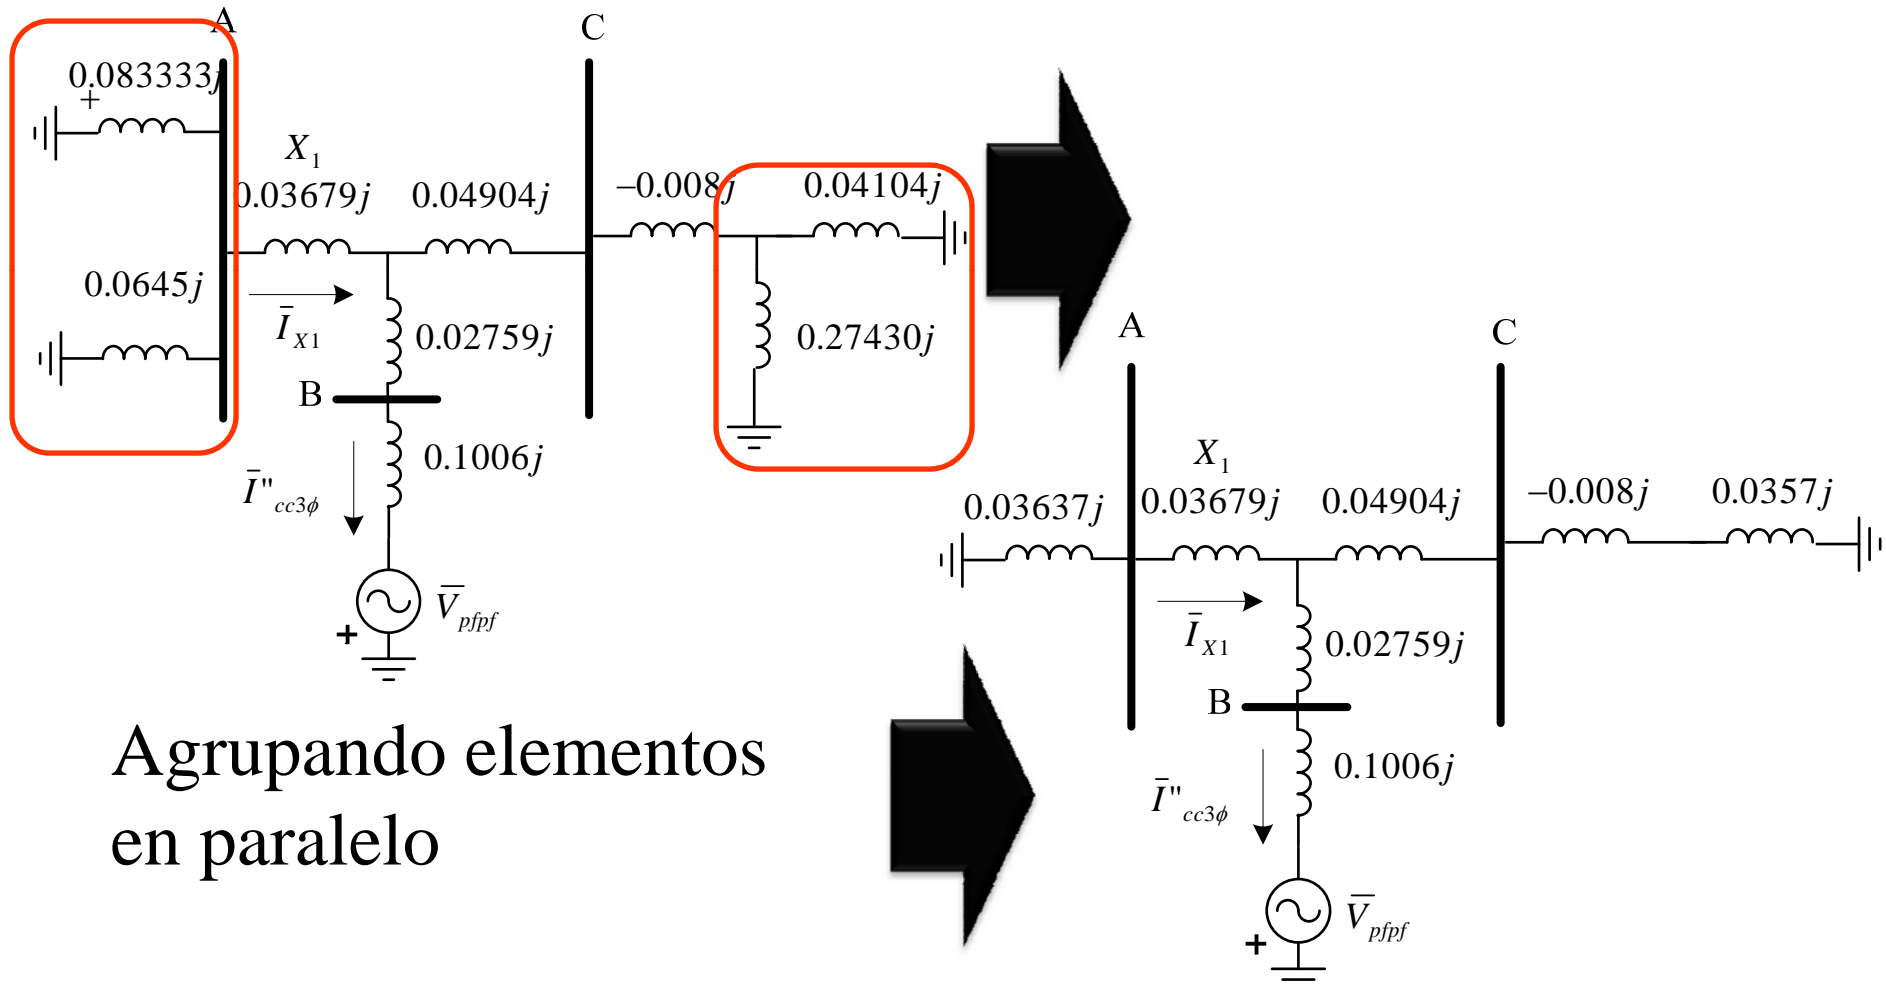 A
C
0.083333j
+
X₁
0.03679j
0.04904j
−0.008j
0.04104j
0.0645j
Ī_X1
0.02759j
0.27430j
B
0.1006j
Ī"cc3ϕ
V̄pfpf
+
Agrupando elementos
en paralelo
A
C
X₁
0.03637j
0.03679j
0.04904j
−0.008j
0.0357j
Ī_X1
0.02759j
B
0.1006j
Ī"cc3ϕ
V̄pfpf
+